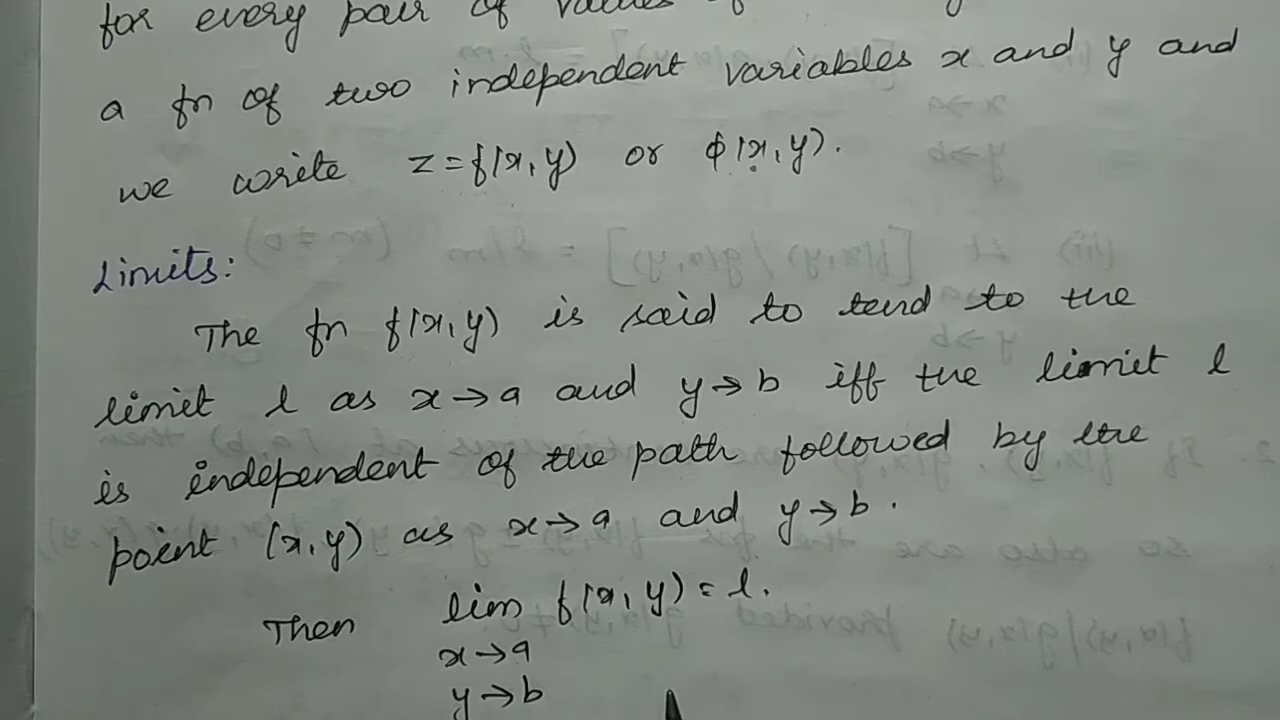 for every pair of values of
a fn of two independent variables x and y and
we write z = f(x, y) or ϕ(x, y).
Limits:
The fn f(x, y) is said to tend to the
limit l as x → a and y → b iff the limit l
is independent of the path followed by the
point (x, y) as x → a and y → b.
Then lim f(x, y) = l.
x → a
y → b